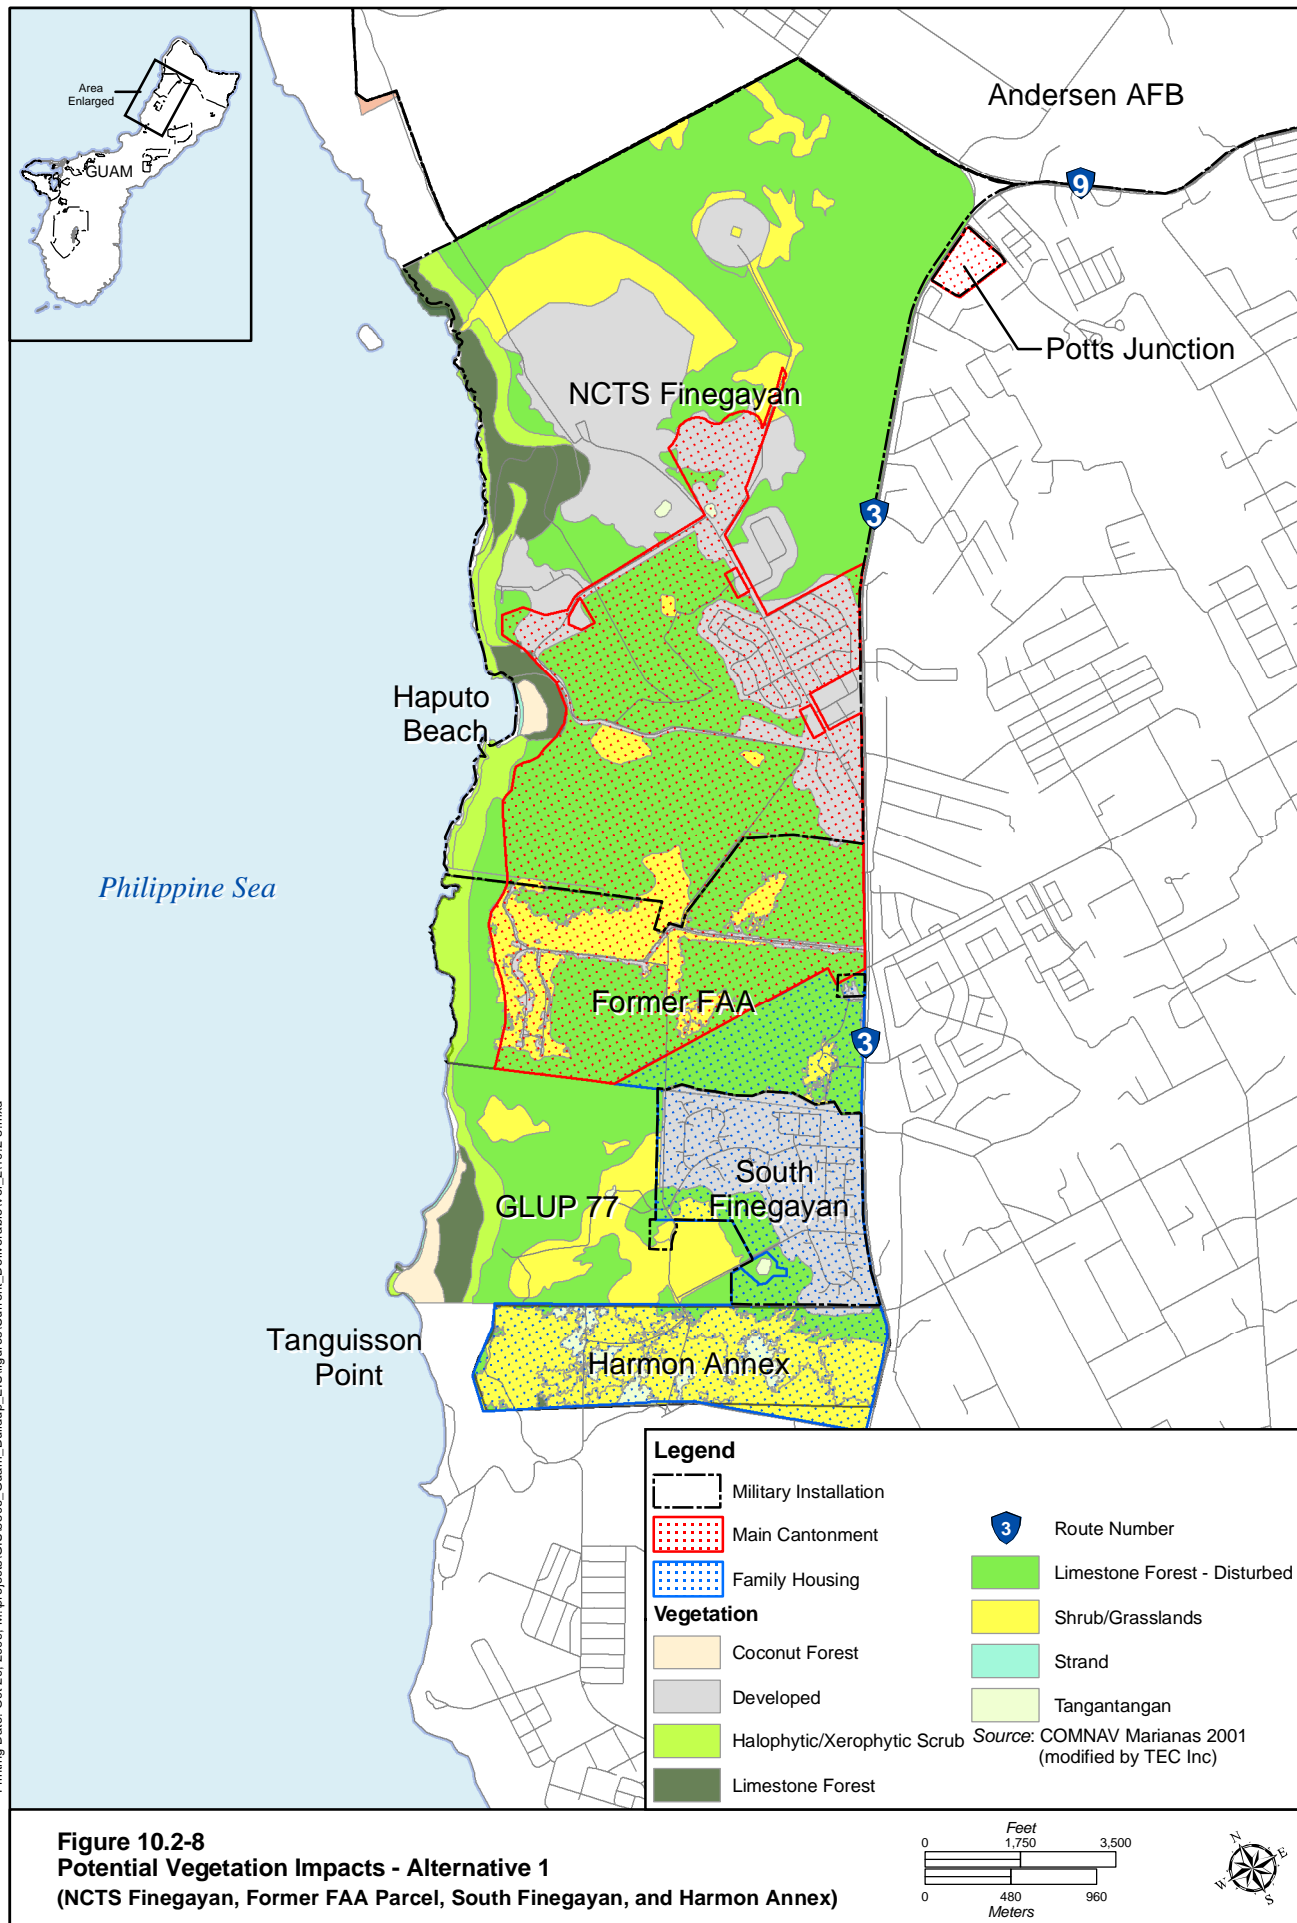 Area
Enlarged
GUAM
Andersen AFB
9
Potts Junction
NCTS Finegayan
3
Haputo
Beach
Philippine Sea
Former FAA
3
South
Finegayan
GLUP 77
Tanguisson
Point
Harmon Annex
Legend
Military Installation
Main Cantonment
Family Housing
Vegetation
Coconut Forest
Developed
Halophytic/Xerophytic Scrub
Limestone Forest
3 Route Number
Limestone Forest - Disturbed
Shrub/Grasslands
Strand
Tangantangan
Source: COMNAV Marianas 2001
(modified by TEC Inc)
Figure 10.2-8
Potential Vegetation Impacts - Alternative 1
(NCTS Finegayan, Former FAA Parcel, South Finegayan, and Harmon Annex)
Feet
0 1,750 3,500
0 480 960
Meters
N
E
W
S